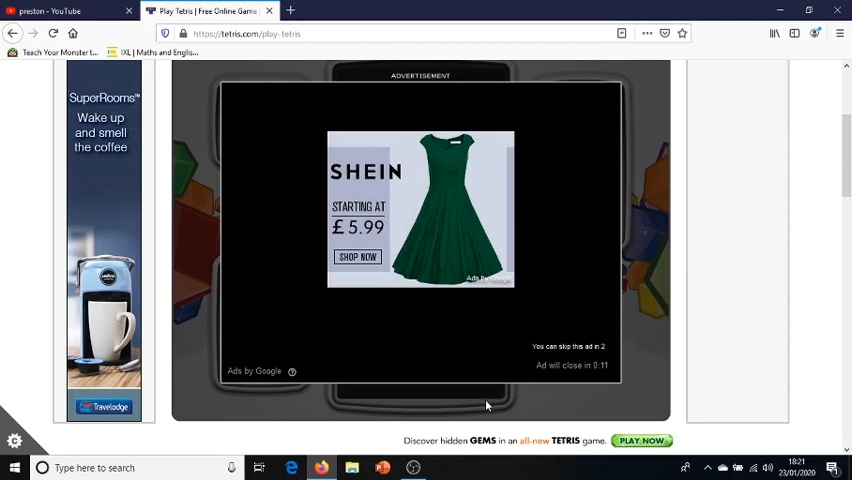 preston - YouTube
Play Tetris | Free Online Game
https://tetris.com/play-tetris
Teach Your Monster t...
IXL | Maths and Englis...
ADVERTISEMENT
SuperRooms™
Wake up
and smell
the coffee
Travelodge
SHEIN
STARTING AT
£5.99
SHOP NOW
Ads by Google
You can skip this ad in 2
Ad will close in 0:11
Ads by Google
Discover hidden GEMS in an all-new TETRIS game.
PLAY NOW
Type here to search
18:21
23/01/2020